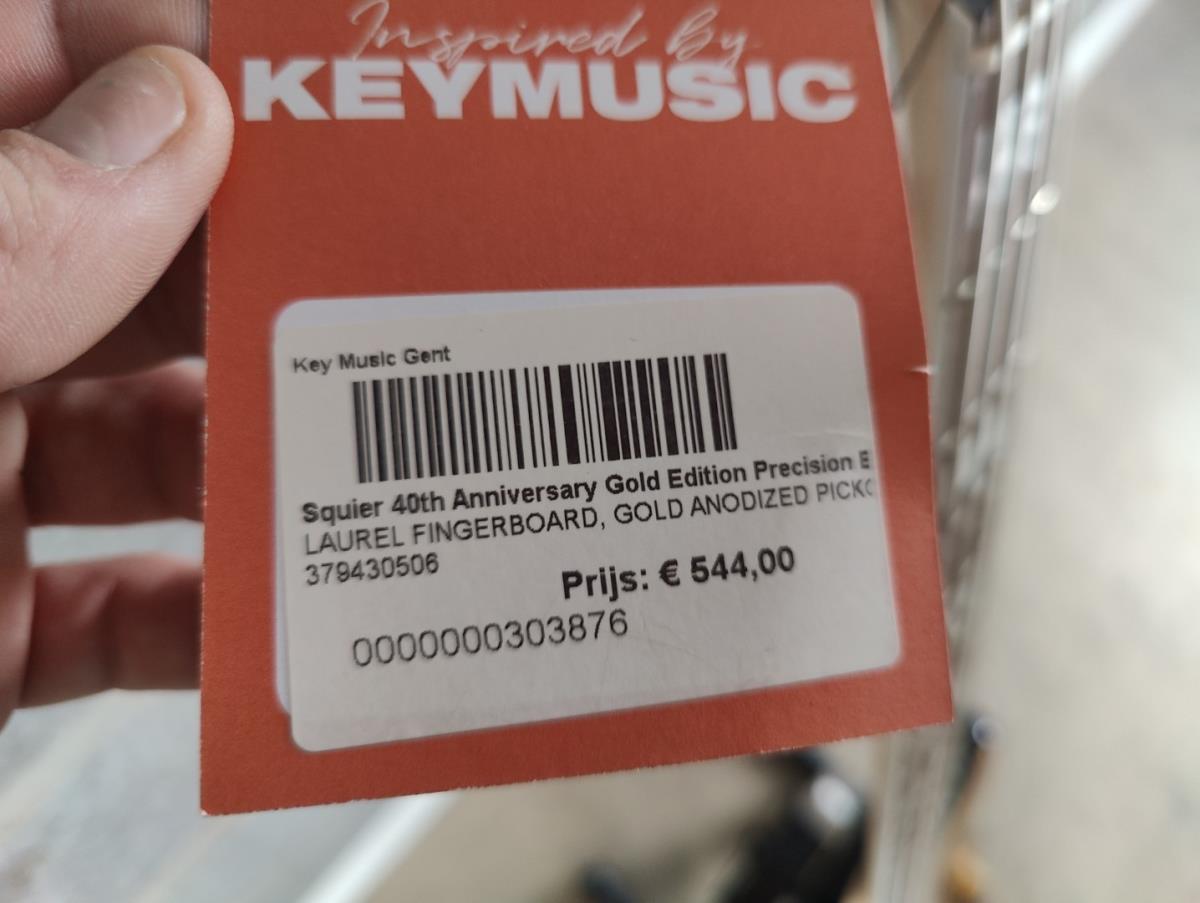 Inspired by
KEYMUSIC
Key Music Gent
Squier 40th Anniversary Gold Edition Precision
LAUREL FINGERBOARD, GOLD ANODIZED
379430506
Prijs: € 544,00
0000000303876